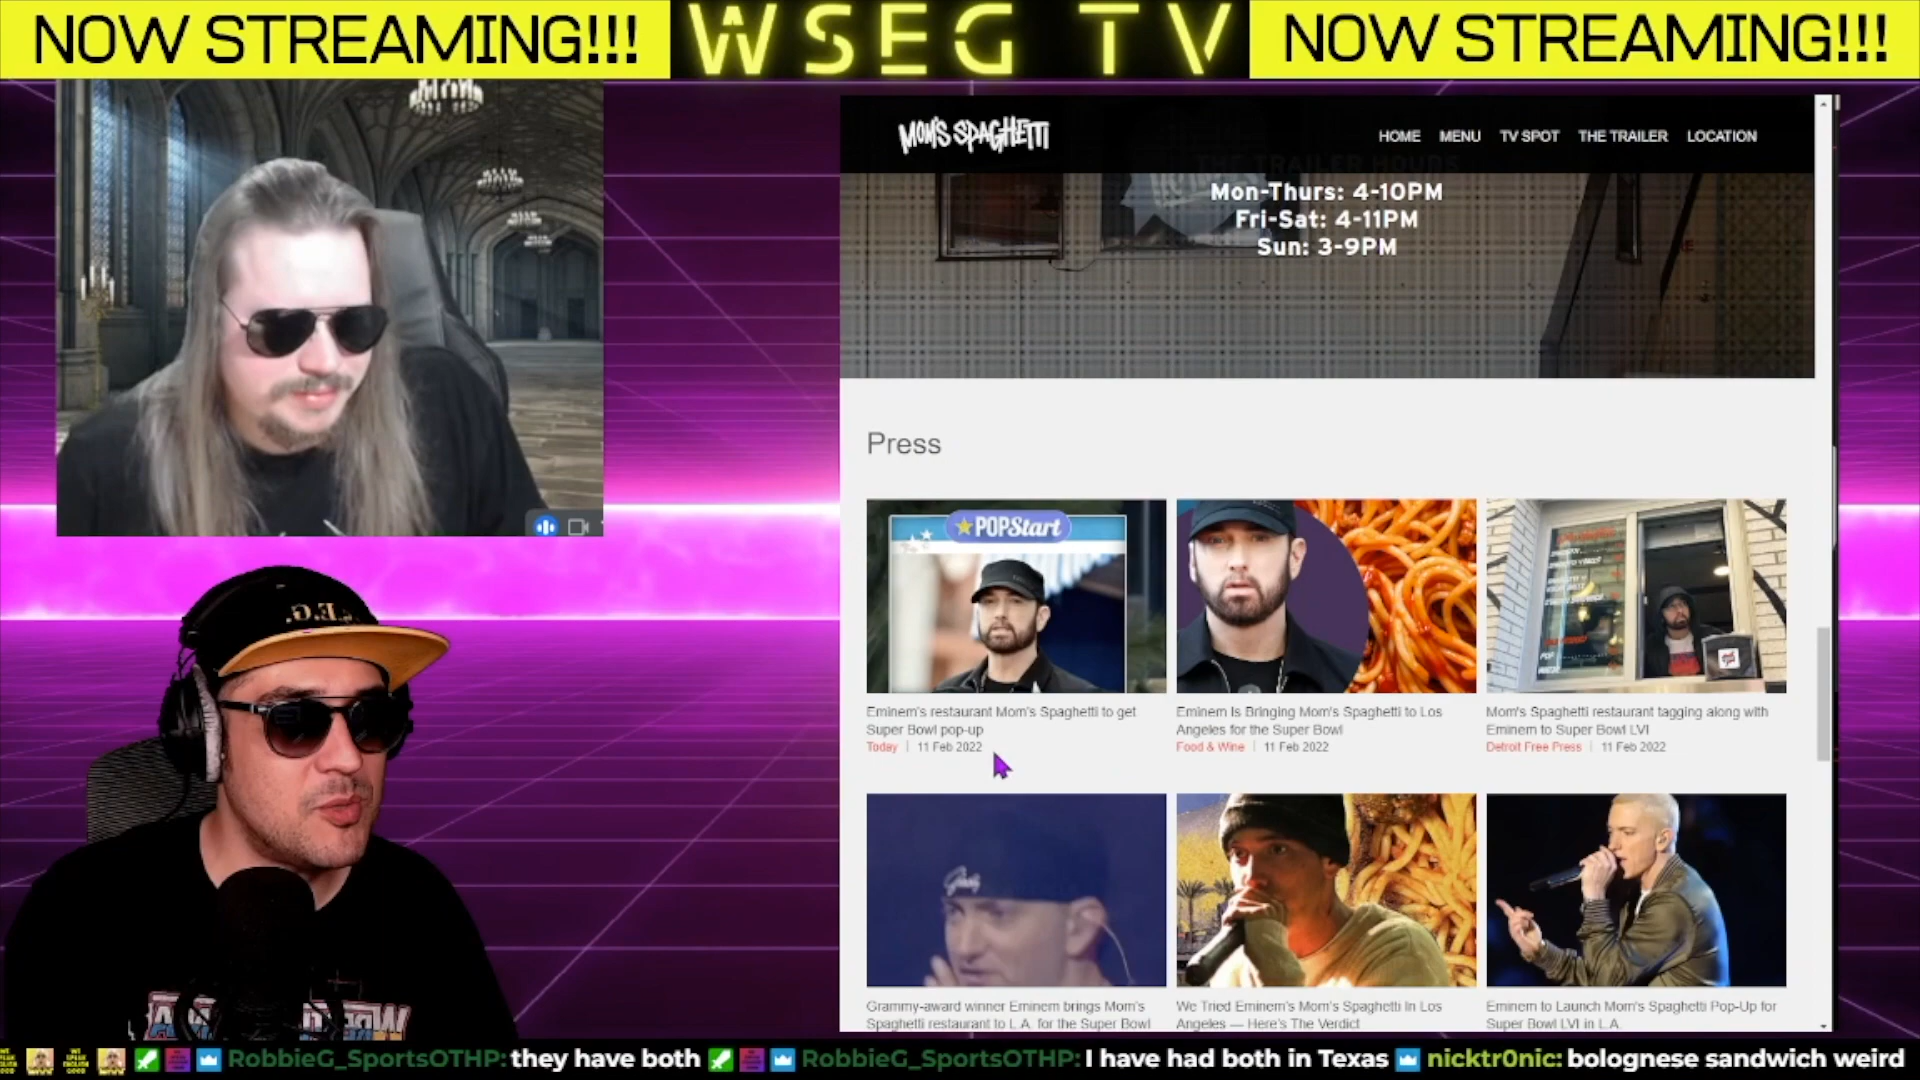 NOW STREAMING!!!
WSEG TV
NOW STREAMING!!!
MOM'S SPAGHETTI
HOME
MENU
TV SPOT
THE TRAILER
LOCATION
THE TRAILER HOURS
Mon-Thurs: 4-10PM
Fri-Sat: 4-11PM
Sun: 3-9PM
Press
POPStart
Eminem's restaurant Mom's Spaghetti to get
Super Bowl pop-up
Today | 11 Feb 2022
Eminem Is Bringing Mom's Spaghetti to Los
Angeles for the Super Bowl
Food & Wine | 11 Feb 2022
Mom's Spaghetti restaurant tagging along with
Eminem to Super Bowl LVI
Detroit Free Press | 11 Feb 2022
Grammy-award winner Eminem brings Mom's
Spaghetti restaurant to L.A. for the Super Bowl
We Tried Eminem's Mom's Spaghetti In Los
Angeles — Here's The Verdict
Eminem to Launch Mom's Spaghetti Pop-Up for
Super Bowl LVI in L.A.
RobbieG_SportsOTHP: they have both
RobbieG_SportsOTHP: I have had both in Texas
nicktr0nic: bolognese sandwich weird